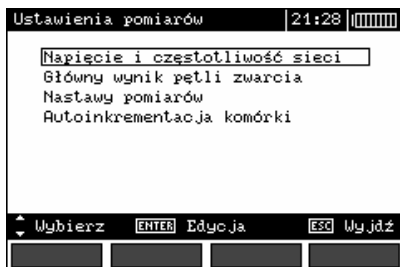 Ustawienia pomiarów 21:28
Napięcie i częstotliwość sieci
Główny wynik pętli zwarcia
Nastawy pomiarów
Autoinkrementacja komórki
Wybierz ENTER Edycja ESC Wyjdź